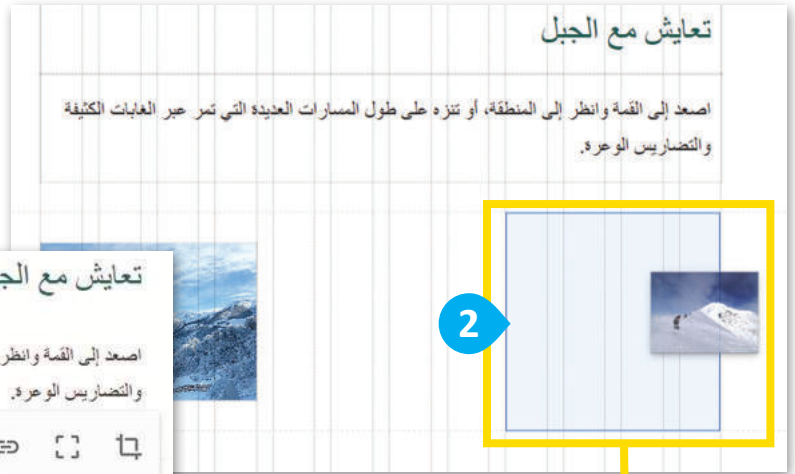 تعايش مع الجبل
اصعد إلى القمة وانظر إلى المنطقة، أو تنزه على طول المسارات العديدة التي تمر عبر الغابات الكثيفة
والتضاريس الوعرة.
2
تعايش مع
اصعد إلى القمة وانظر
والتضاريس الوعرة.